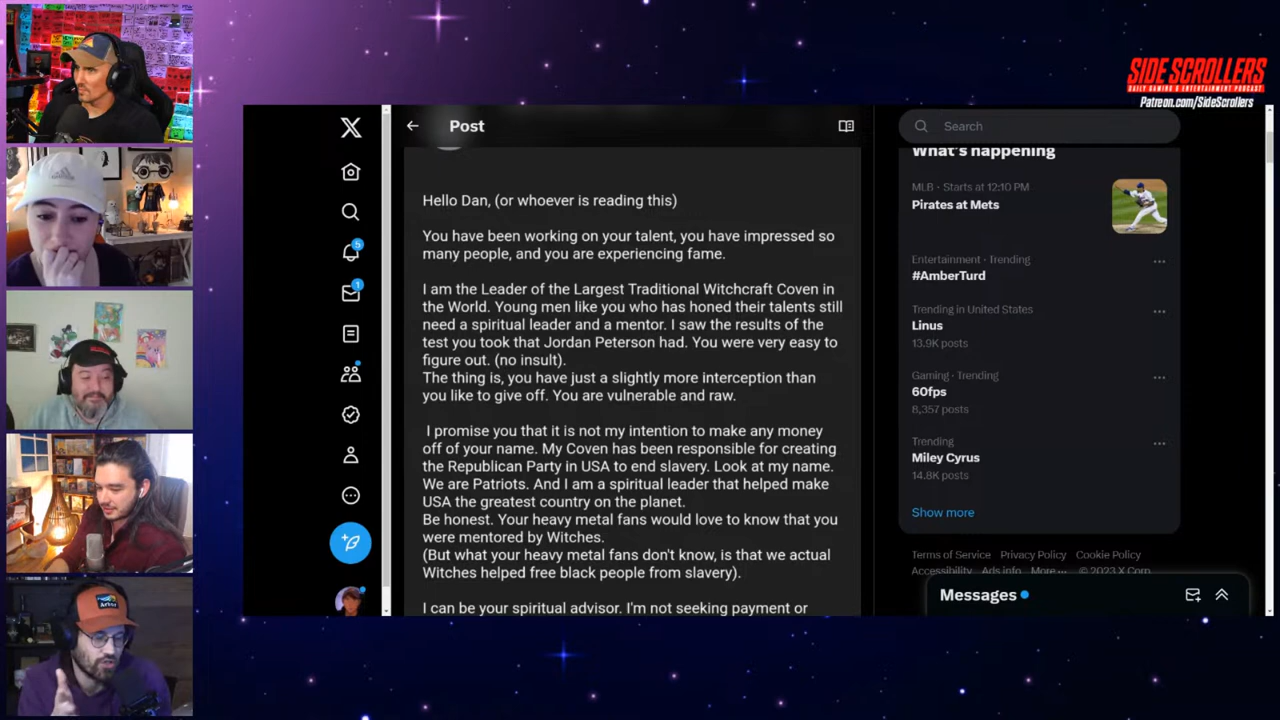 SIDE SCROLLERS
DAILY GAMING & ENTERTAINMENT PODCAST
Patreon.com/SideScrollers
Post
Hello Dan, (or whoever is reading this)
You have been working on your talent, you have impressed so
many people, and you are experiencing fame.
I am the Leader of the Largest Traditional Witchcraft Coven in
the World. Young men like you who has honed their talents still
need a spiritual leader and a mentor. I saw the results of the
test you took that Jordan Peterson had. You were very easy to
figure out. (no insult).
The thing is, you have just a slightly more interception than
you like to give off. You are vulnerable and raw.
I promise you that it is not my intention to make any money
off of your name. My Coven has been responsible for creating
the Republican Party in USA to end slavery. Look at my name.
We are Patriots. And I am a spiritual leader that helped make
USA the greatest country on the planet.
Be honest. Your heavy metal fans would love to know that you
were mentored by Witches.
(But what your heavy metal fans don't know, is that we actual
Witches helped free black people from slavery).
I can be your spiritual advisor. I'm not seeking payment or
5
1
Search
What's happening
MLB · Starts at 12:10 PM
Pirates at Mets
Entertainment · Trending
#AmberTurd
Trending in United States
Linus
13.9K posts
Gaming · Trending
60fps
8,357 posts
Trending
Miley Cyrus
14.8K posts
Show more
Terms of Service Privacy Policy Cookie Policy
Accessibility Ads info More ··· © 2023 X Corp.
Messages